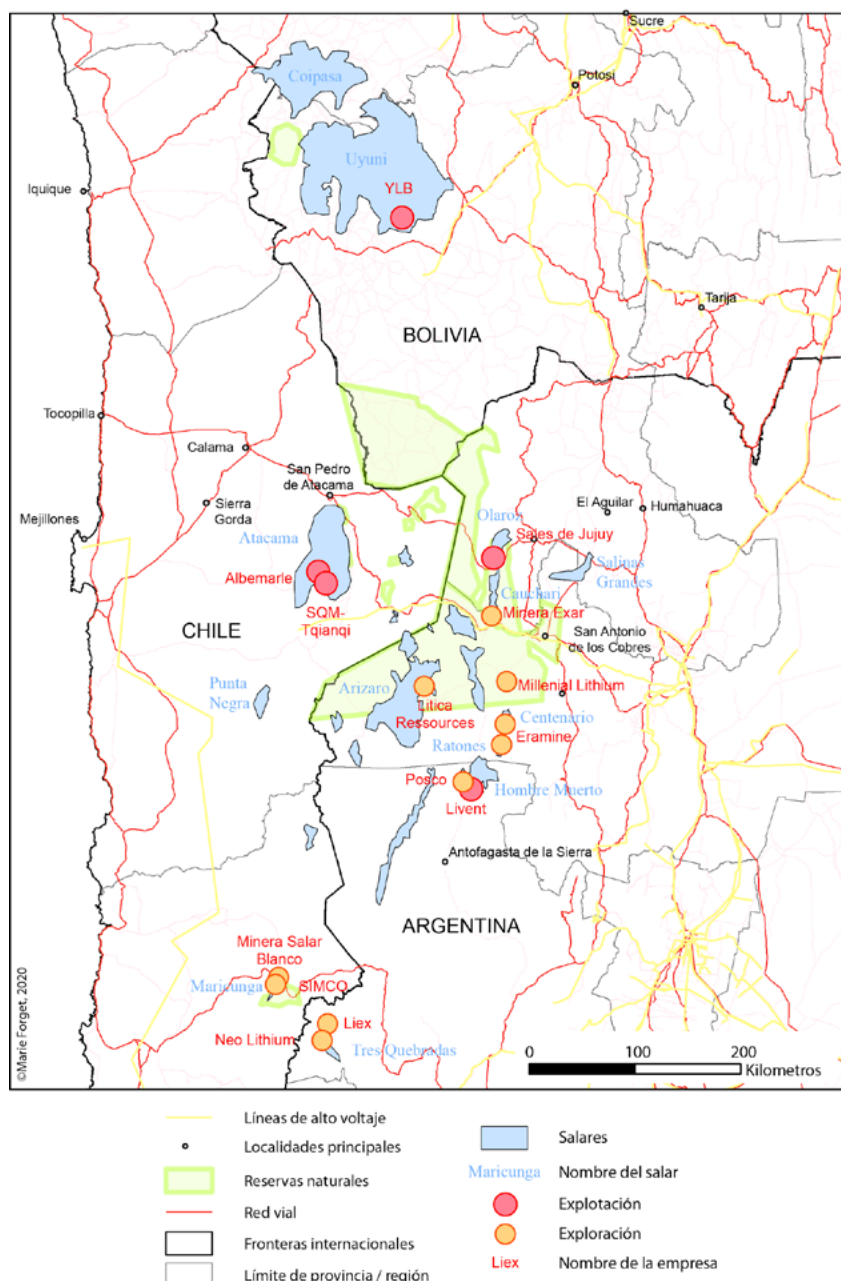 Sucre
Coipasa
Potosi
Uyuni
Iquique
YLB
Tarija
BOLIVIA
Tocopilla
Calama
San Pedro
de Atacama
Sierra
Gorda
El Aguilar
Humahuaca
Mejillones
Atacama
Olaroz
Sales de Jujuy
Salinas
Grandes
Albemarle
Cauchari
SQM-
Tqianqi
Minera Exar
CHILE
San Antonio
de los Cobres
Punta
Negra
Arizaro
Millenial Lithium
Litica
Ressources
Centenario
Eramine
Ratones
Posco
Hombre Muerto
Livent
Antofagasta de la Sierra
ARGENTINA
Minera Salar
Blanco
Maricunga
SIMCO
Liex
Neo Lithium
Tres Quebradas
0 100 200
Kilometros
©Marie Forget, 2020
Líneas de alto voltaje
Localidades principales
Reservas naturales
Red vial
Fronteras internacionales
Límite de provincia / región
Salares
Maricunga Nombre del salar
Explotación
Exploración
Liex Nombre de la empresa